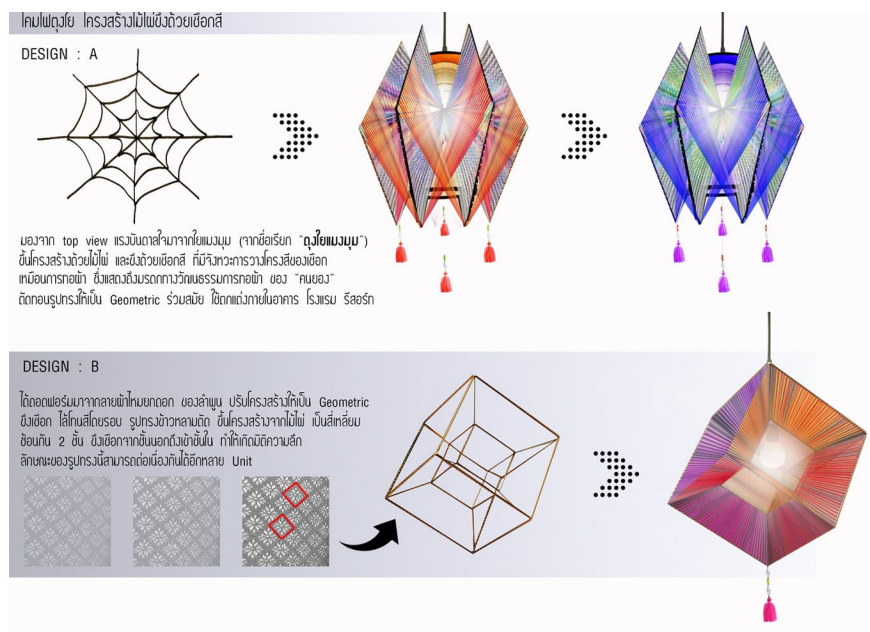 โคมไฟตุงใย โครงสร้างไม้ไผ่ขึงด้วยเชือกสี
DESIGN : A
มองจาก top view แรงบันดาลใจมาจากใยแมงมุม (จากชื่อเรียก "ตุงใยแมงมุม")
ขึ้นโครงสร้างด้วยไม้ไผ่ และขึงด้วยเชือกสี ที่มีจังหวะการวางโครงสีของเชือก
เหมือนการทอผ้า ซึ่งแสดงถึงมรดกทางวัฒนธรรมการทอผ้า ของ "คนยอง"
ตัดทอนรูปทรงให้เป็น Geometric ร่วมสมัย ใช้ตกแต่งภายในอาคาร โรงแรม รีสอร์ท
DESIGN : B
ได้ถอดฟอร์มมาจากลายผ้าไหมยกดอก ของลำพูน ปรับโครงสร้างให้เป็น Geometric
ขึงเชือก ไล่โทนสีโดยรอบ รูปทรงข้าวหลามตัด ขึ้นโครงสร้างจากไม้ไผ่ เป็นสี่เหลี่ยม
ซ้อนกัน 2 ชั้น ขึงเชือกจากชั้นนอกดึงเข้าชั้นใน ทำให้เกิดมิติความลึก
ลักษณะของรูปทรงนี้สามารถต่อเนื่องกันได้อีกหลาย Unit